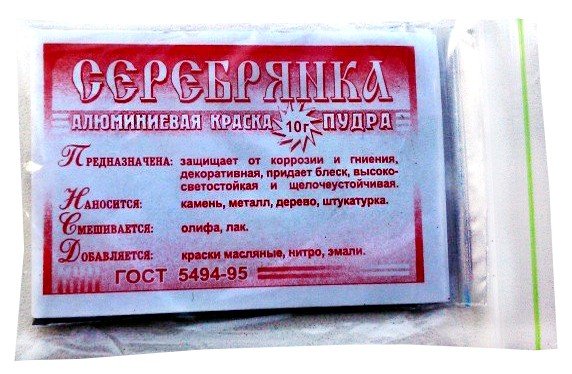 СЕРЕБРЯНКА
АЛЮМИНИЕВАЯ КРАСКА 10г ПУДРА
ПРЕДНАЗНАЧЕНА: защищает от коррозии и гниения,
декоративная, придает блеск, высоко-
светостойкая и щелочеустойчивая.
НАНОСИТСЯ: камень, металл, дерево, штукатурка.
СМЕШИВАЕТСЯ: олифа, лак.
ДОБАВЛЯЕТСЯ: краски масляные, нитро, эмали.
ГОСТ 5494-95